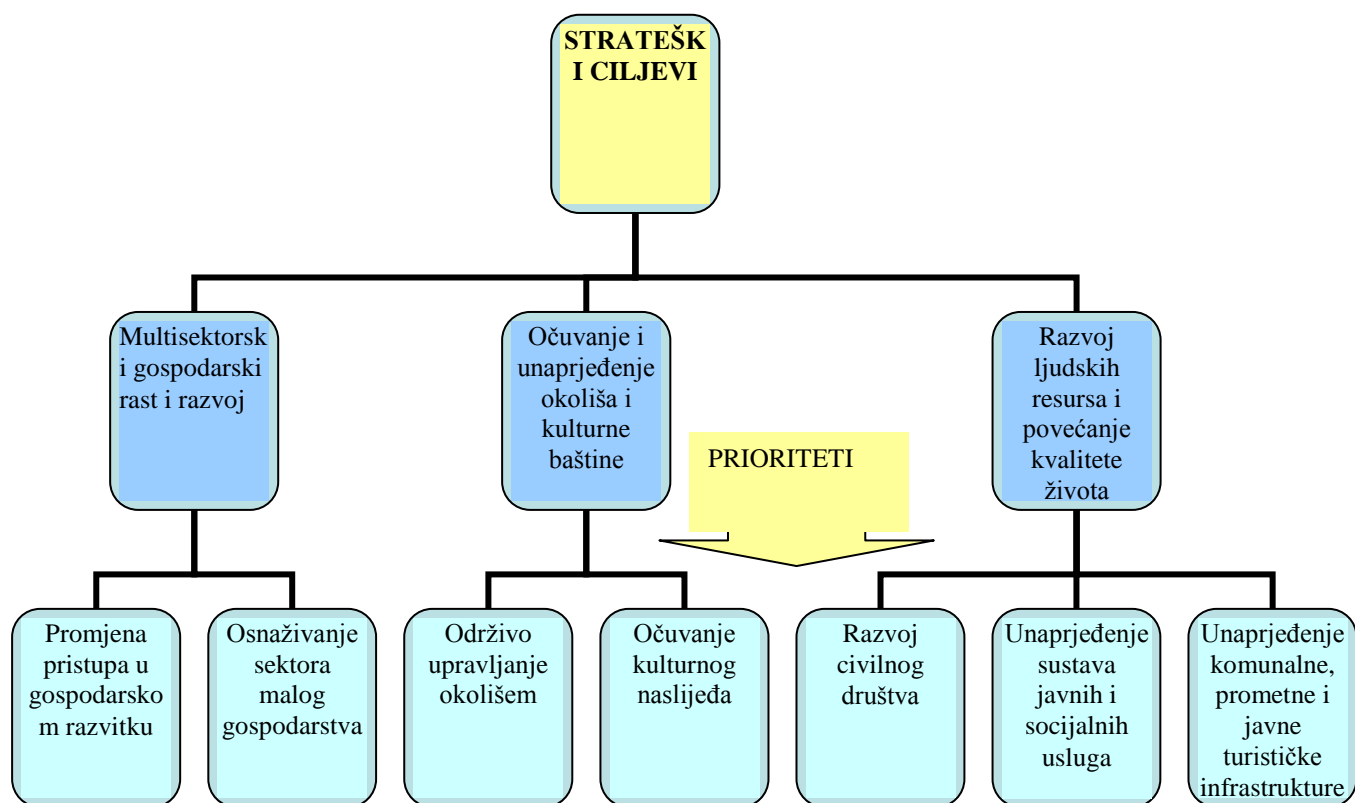 STRATEŠK
I CILJEVI
Multisektorsk
i gospodarski
rast i razvoj
Očuvanje i
unaprjeđenje
okoliša i
kulturne
baštine
Razvoj
ljudskih
resursa i
povećanje
kvalitete
života
PRIORITETI
Promjena
pristupa u
gospodarsko
m razvitku
Osnaživanje
sektora
malog
gospodarstva
Održivo
upravljanje
okolišem
Očuvanje
kulturnog
naslijeđa
Razvoj
civilnog
društva
Unaprjeđenje
sustava
javnih i
socijalnih
usluga
Unaprjeđenje
komunalne,
prometne i
javne
turističke
infrastrukture